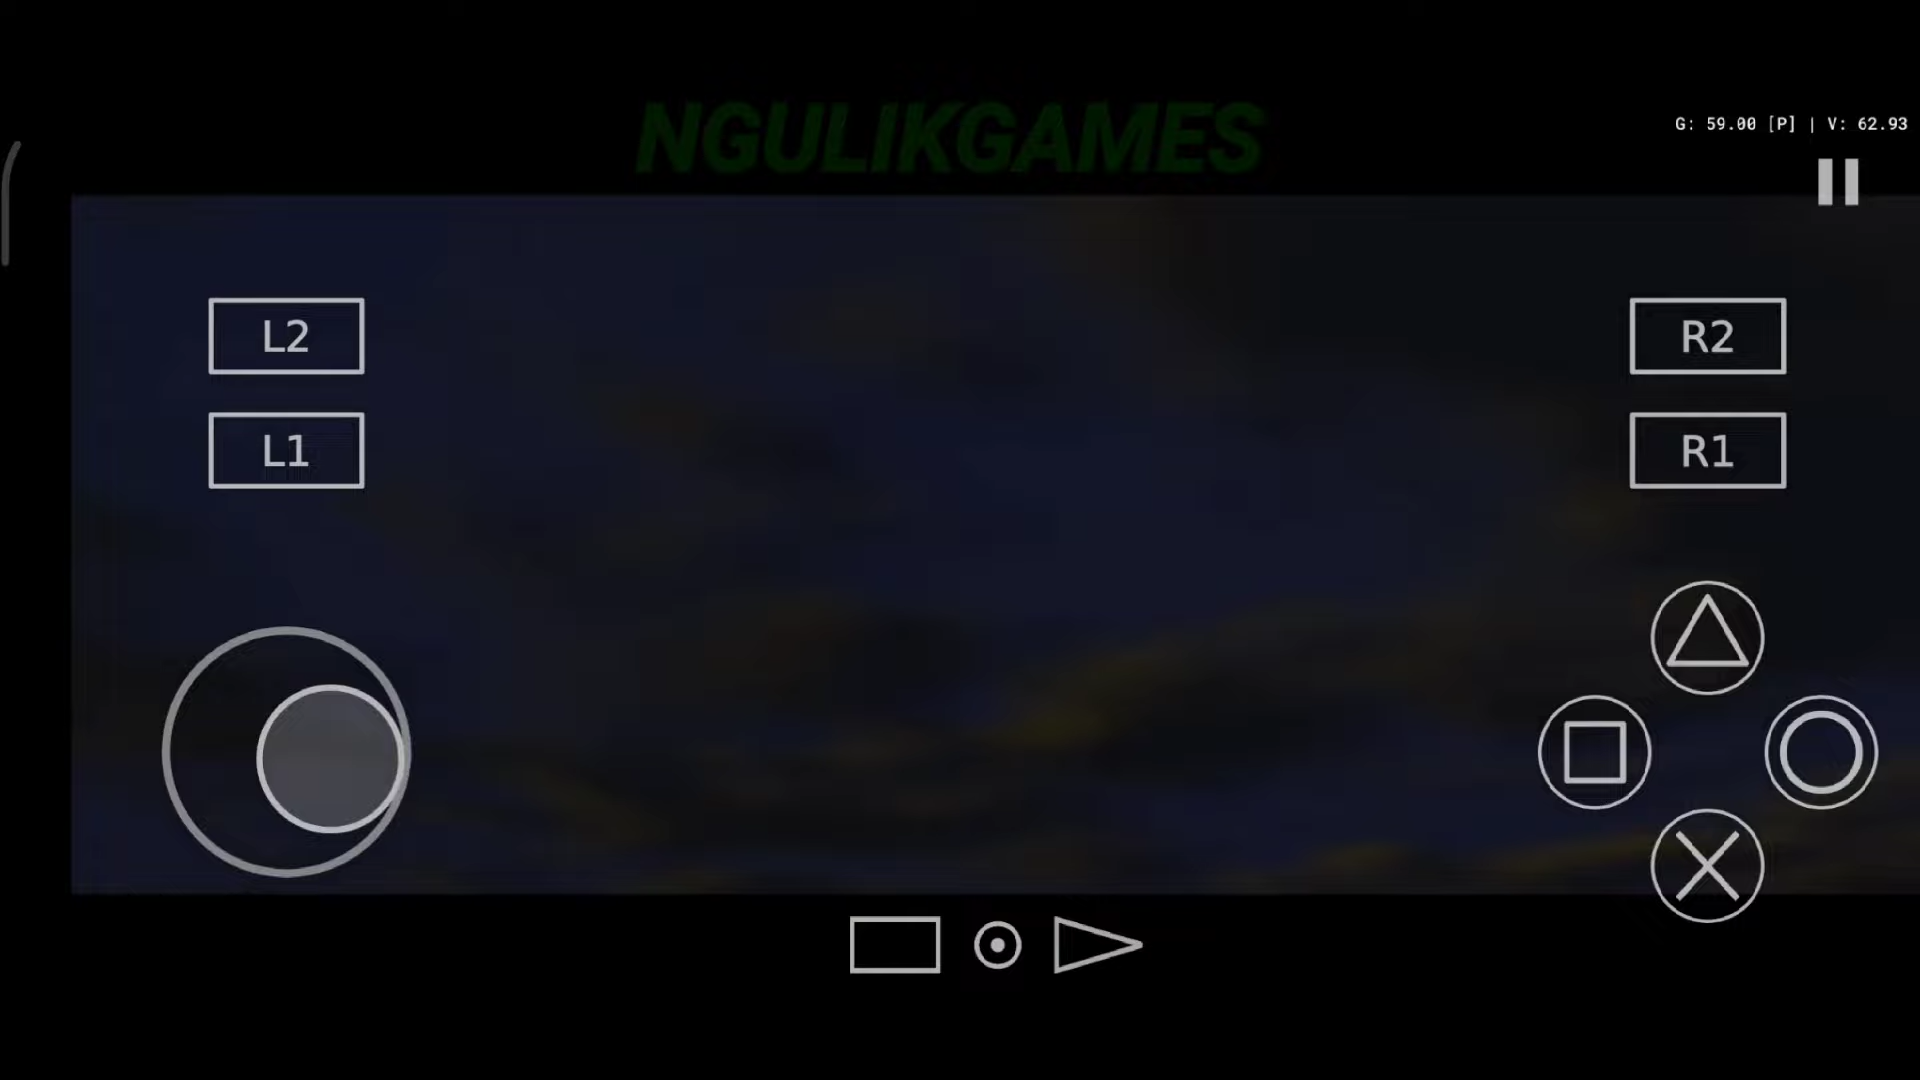 NGULIKGAMES
G: 59.00 [P] | V: 62.93
L2
R2
L1
R1